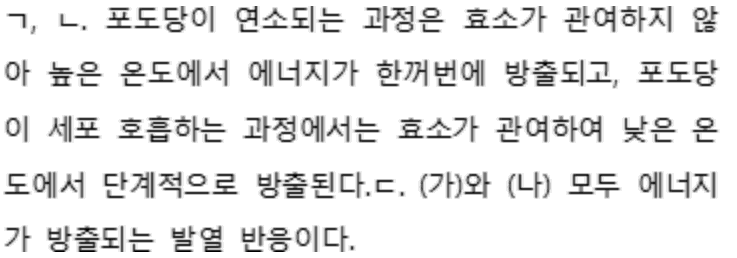 ㄱ, ㄴ. 포도당이 연소되는 과정은 효소가 관여하지 않
아 높은 온도에서 에너지가 한꺼번에 방출되고, 포도당
이 세포 호흡하는 과정에서는 효소가 관여하여 낮은 온
도에서 단계적으로 방출된다.ㄷ. (가)와 (나) 모두 에너지
가 방출되는 발열 반응이다.